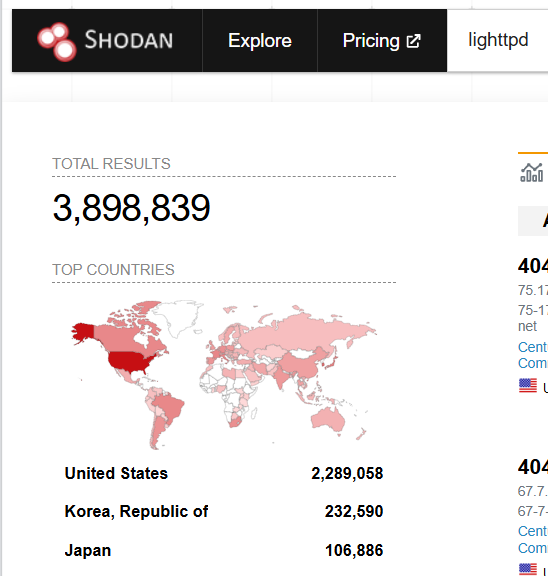 SHODAN Explore Pricing lighttpd
TOTAL RESULTS
3,898,839
TOP COUNTRIES
United States 2,289,058
Korea, Republic of 232,590
Japan 106,886
404
75.17
75-17
net
Cent
Com
404
67.7.
67-7-
Cent
Com